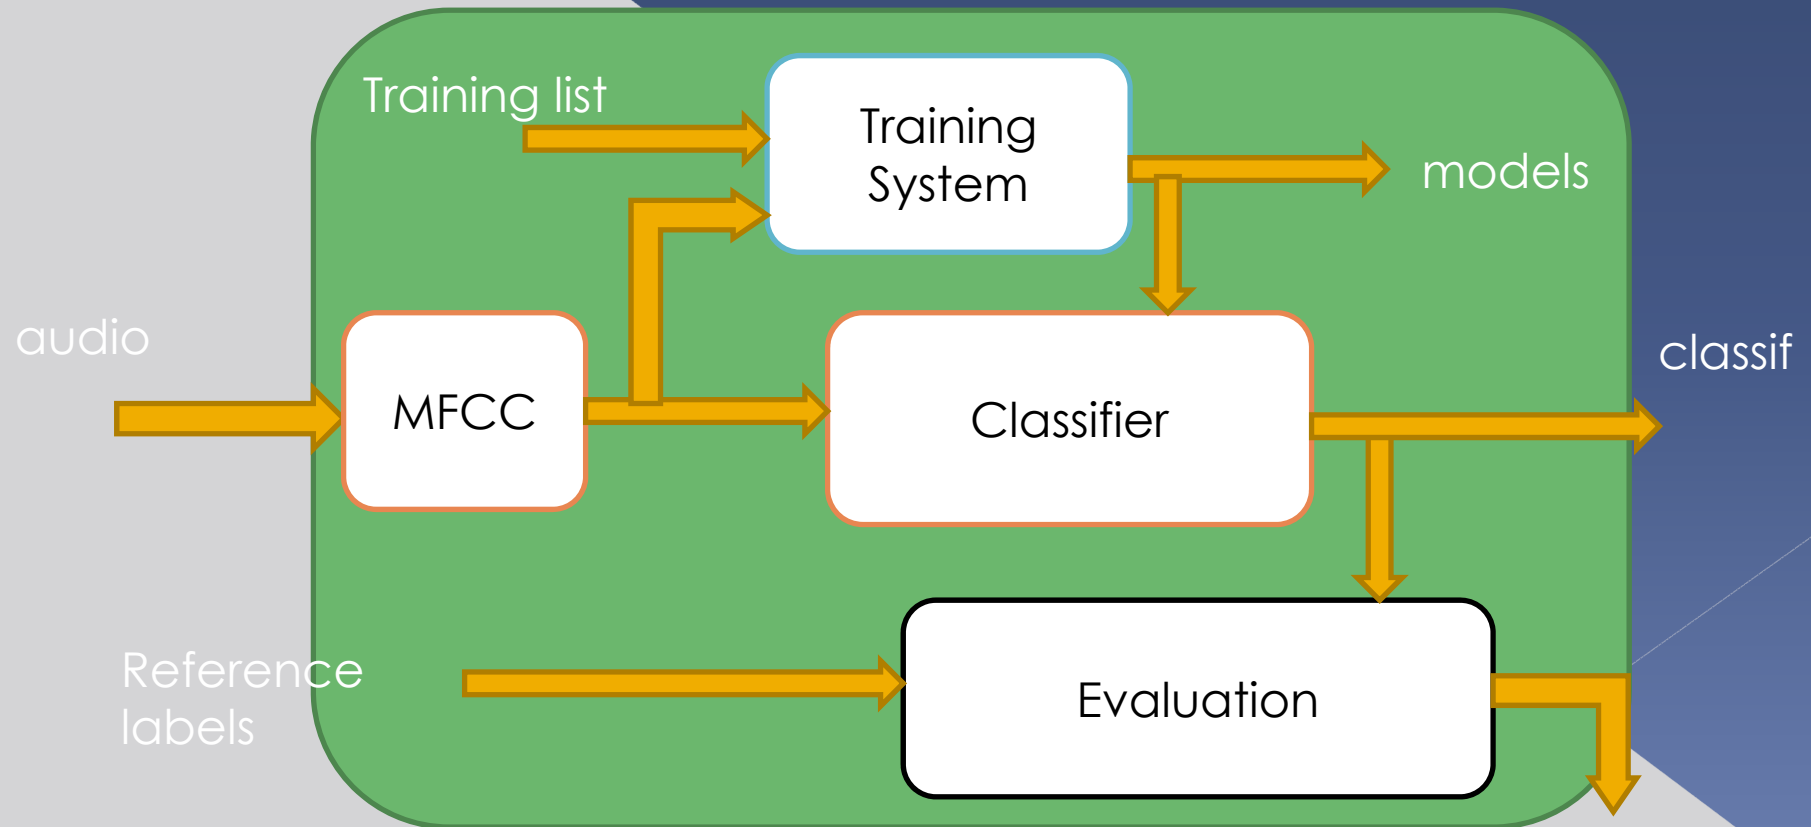 Training list
Training
System
models
audio
MFCC
Classifier
classif
Reference
labels
Evaluation